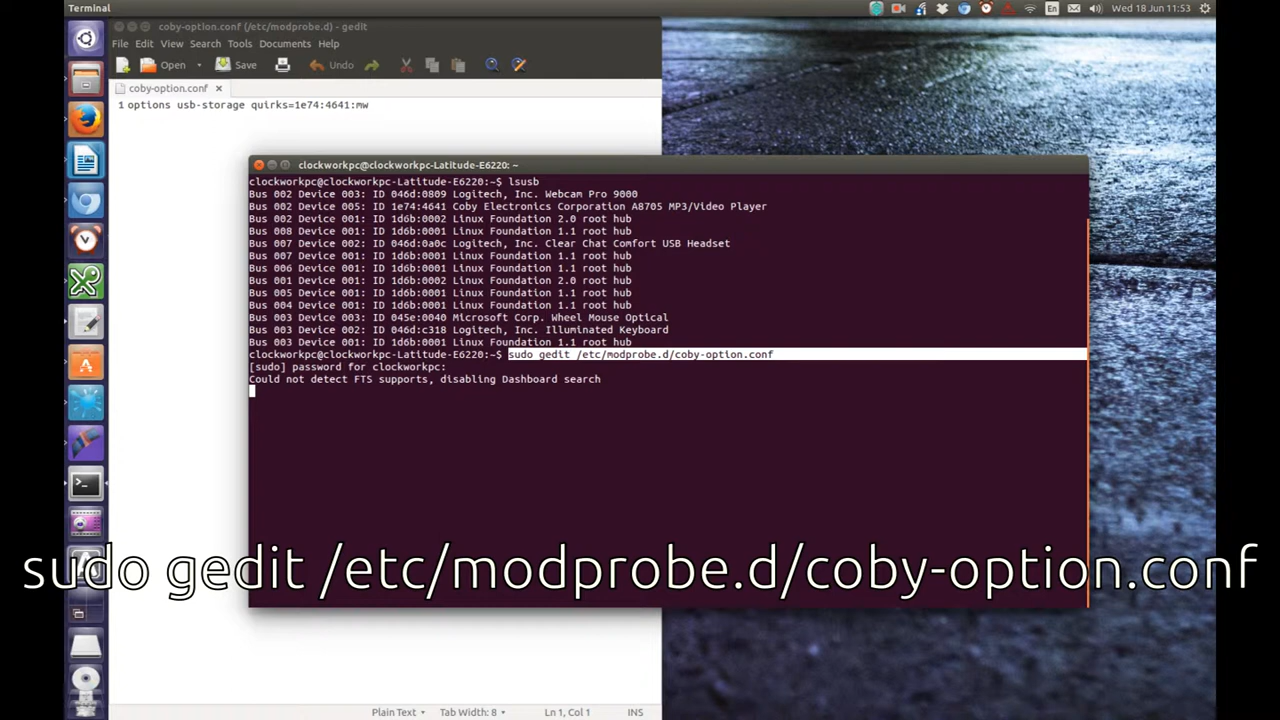 Terminal
En
Wed 18 Jun 11:53
coby-option.conf (/etc/modprobe.d) - gedit
File Edit View Search Tools Documents Help
Open Save Undo
coby-option.conf
1 options usb-storage quirks=1e74:4641:mw
clockworkpc@clockworkpc-Latitude-E6220: ~
clockworkpc@clockworkpc-Latitude-E6220:~$ lsusb
Bus 002 Device 003: ID 046d:0809 Logitech, Inc. Webcam Pro 9000
Bus 002 Device 005: ID 1e74:4641 Coby Electronics Corporation A8705 MP3/Video Player
Bus 002 Device 001: ID 1d6b:0002 Linux Foundation 2.0 root hub
Bus 008 Device 001: ID 1d6b:0001 Linux Foundation 1.1 root hub
Bus 007 Device 002: ID 046d:0a0c Logitech, Inc. Clear Chat Comfort USB Headset
Bus 007 Device 001: ID 1d6b:0001 Linux Foundation 1.1 root hub
Bus 006 Device 001: ID 1d6b:0001 Linux Foundation 1.1 root hub
Bus 001 Device 001: ID 1d6b:0002 Linux Foundation 2.0 root hub
Bus 005 Device 001: ID 1d6b:0001 Linux Foundation 1.1 root hub
Bus 004 Device 001: ID 1d6b:0001 Linux Foundation 1.1 root hub
Bus 003 Device 003: ID 045e:0040 Microsoft Corp. Wheel Mouse Optical
Bus 003 Device 002: ID 046d:c318 Logitech, Inc. Illuminated Keyboard
Bus 003 Device 001: ID 1d6b:0001 Linux Foundation 1.1 root hub
clockworkpc@clockworkpc-Latitude-E6220:~$ sudo gedit /etc/modprobe.d/coby-option.conf
[sudo] password for clockworkpc:
Could not detect FTS supports, disabling Dashboard search
sudo gedit /etc/modprobe.d/coby-option.conf
Plain Text Tab Width: 8 Ln 1, Col 1 INS